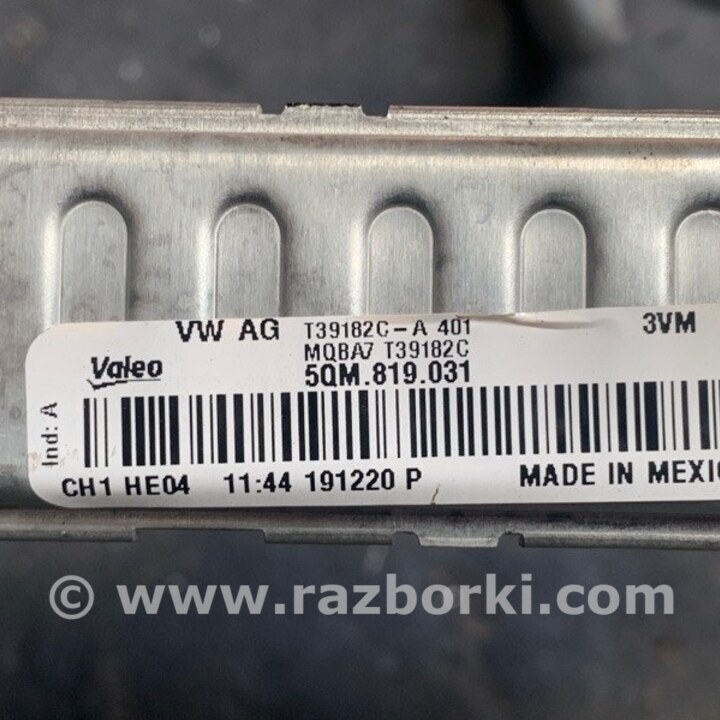 VW AG T39182C-A 401 3VM
MQBA7 T39182C
Valeo 5QM.819.031
Ind: A
CH1 HE04 11:44 191220 P MADE IN MEXIC
© www.razborki.com